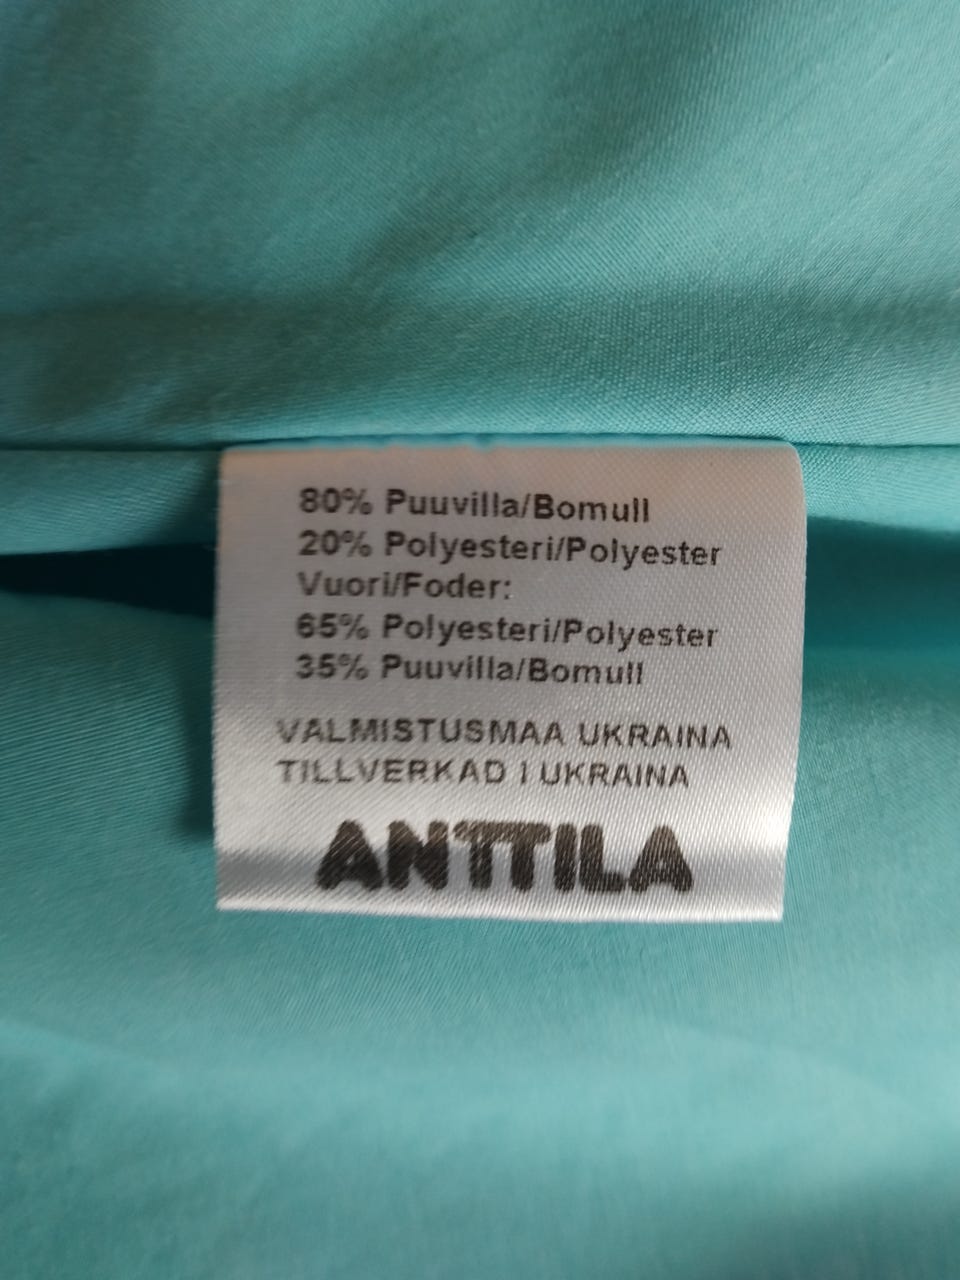 80% Puuvilla/Bomull
20% Polyesteri/Polyester
Vuori/Foder:
65% Polyesteri/Polyester
35% Puuvilla/Bomull
VALMISTUSMAA UKRAINA
TILLVERKAD I UKRAINA
ANTTILA